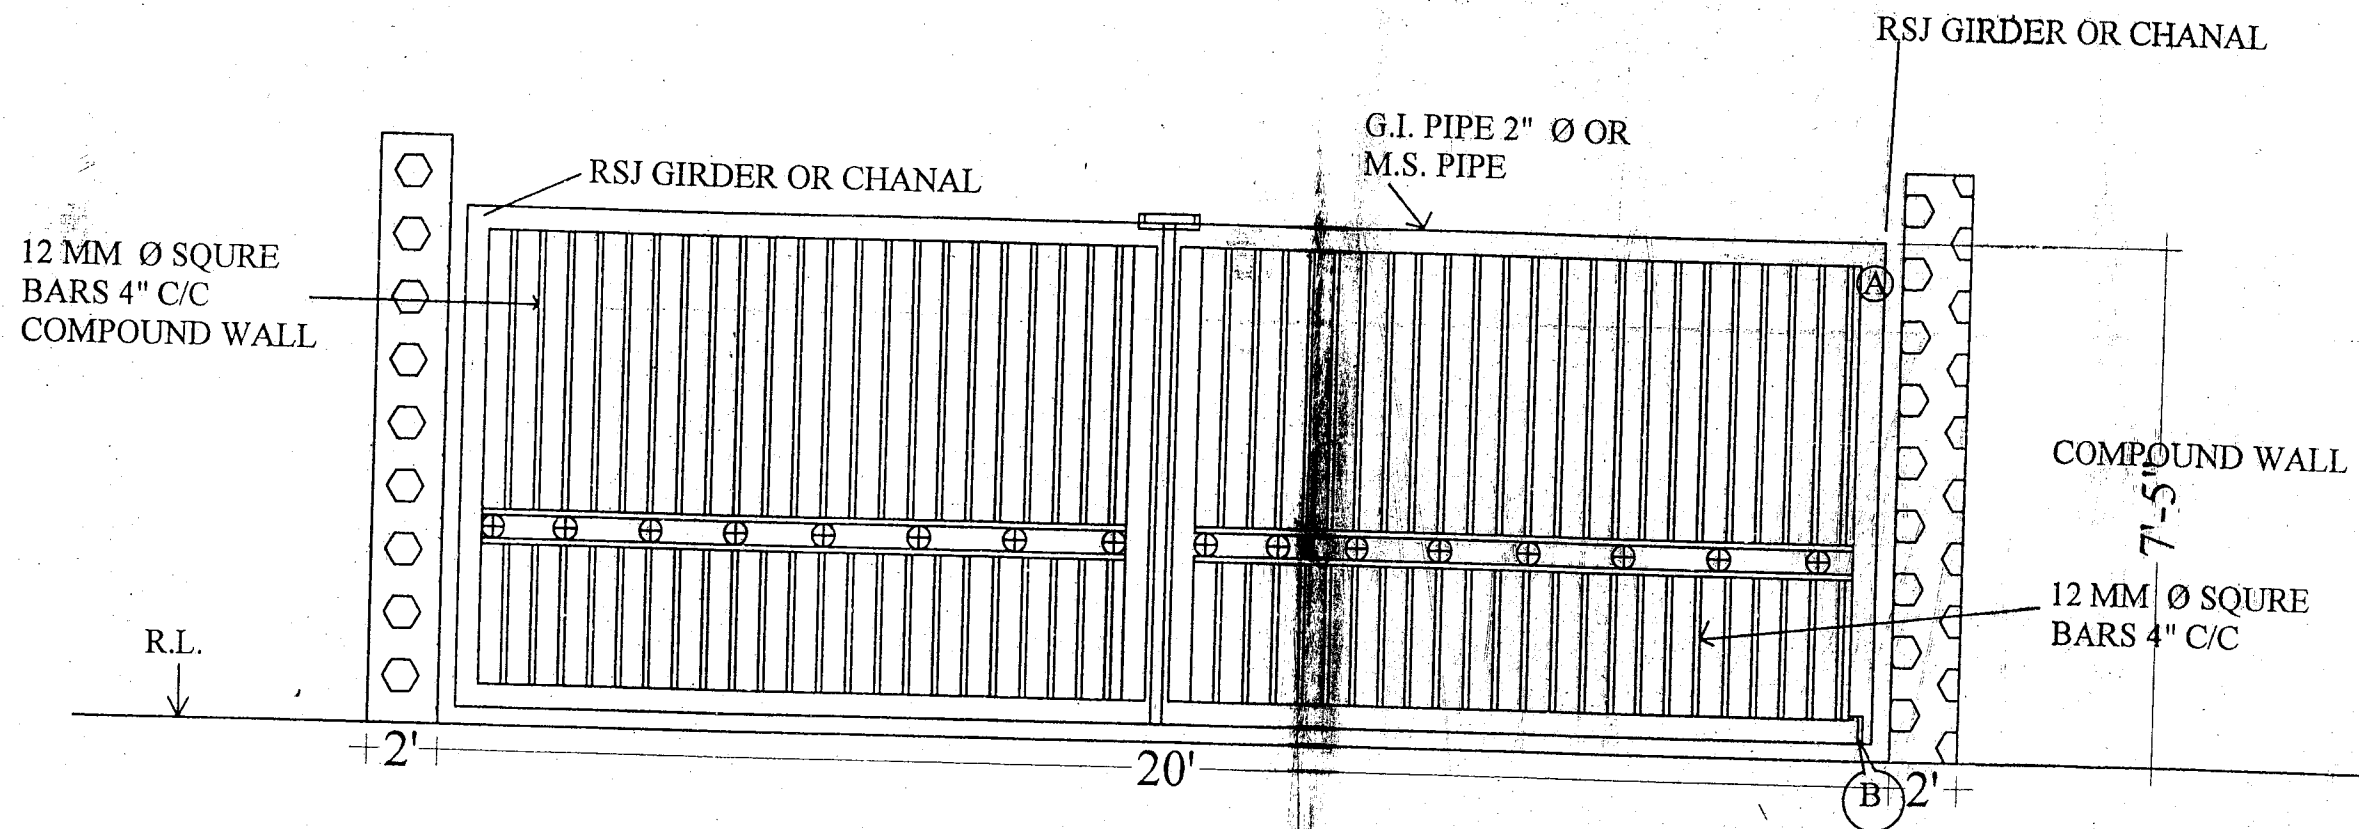 RSJ GIRDER OR CHANAL
G.I. PIPE 2" Ø OR
M.S. PIPE
RSJ GIRDER OR CHANAL
12 MM Ø SQURE
BARS 4" C/C
COMPOUND WALL
A
COMPOUND WALL
7'-5"
12 MM Ø SQURE
BARS 4" C/C
R.L.
2'
20'
B
2'